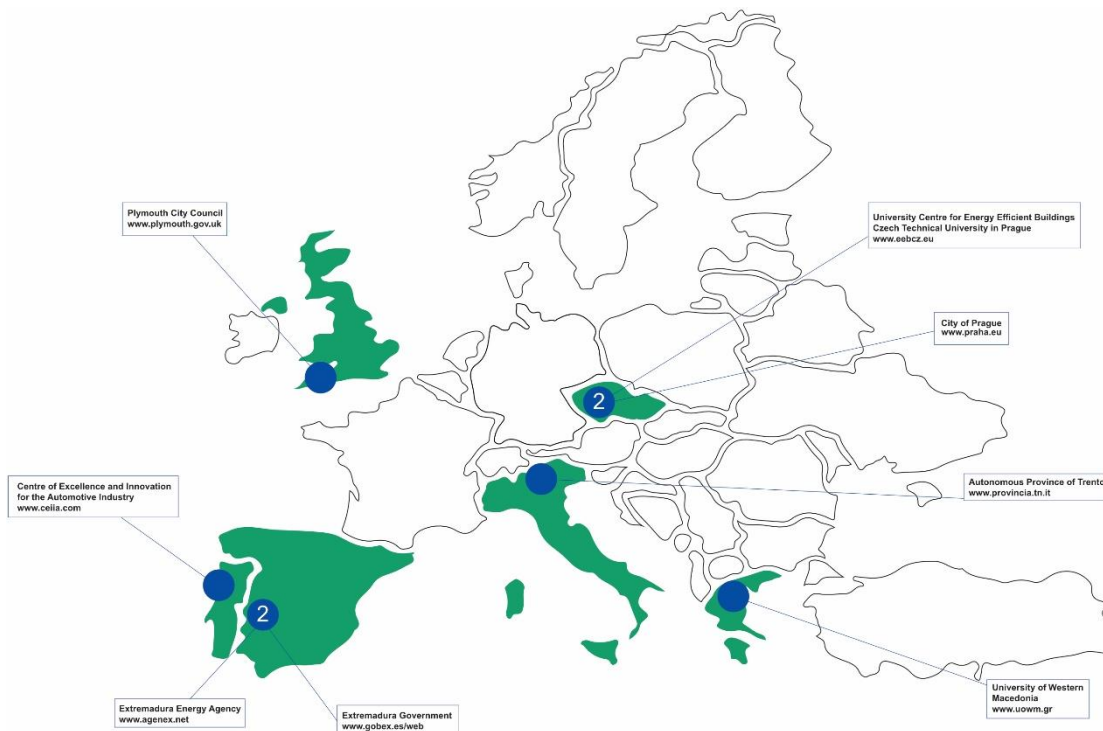 Plymouth City Council
www.plymouth.gov.uk
University Centre for Energy Efficient Buildings
Czech Technical University in Prague
www.eebcz.eu
City of Prague
www.praha.eu
2
Centre of Excellence and Innovation
for the Automotive Industry
www.ceiia.com
Autonomous Province of Trento
www.provincia.tn.it
2
Extremadura Energy Agency
www.agenex.net
Extremadura Government
www.gobex.es/web
University of Western
Macedonia
www.uowm.gr